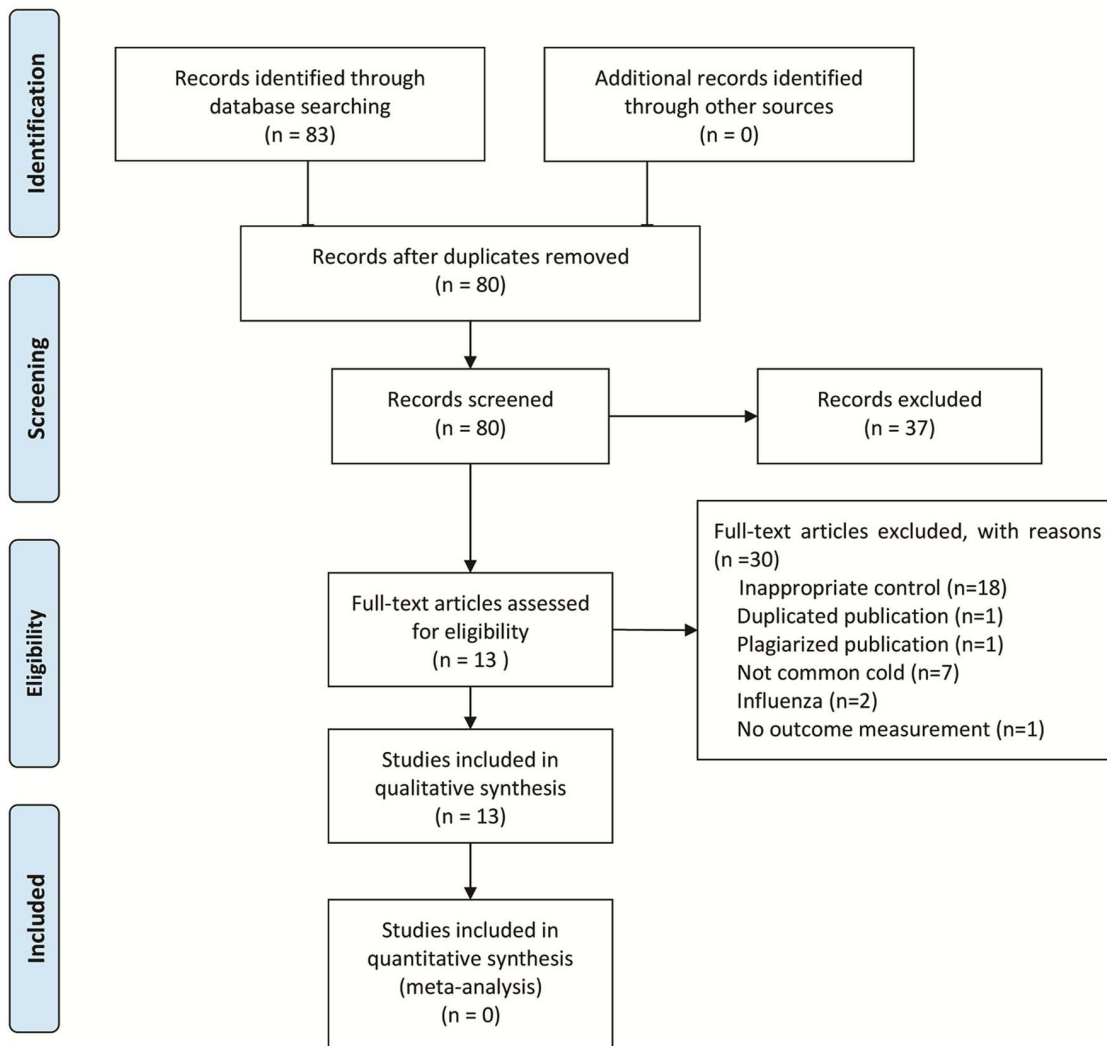 Identification
Records identified through
database searching
(n = 83)
Additional records identified
through other sources
(n = 0)
Records after duplicates removed
(n = 80)
Screening
Records screened
(n = 80)
Records excluded
(n = 37)
Eligibility
Full-text articles assessed
for eligibility
(n = 13 )
Full-text articles excluded, with reasons
(n =30)
Inappropriate control (n=18)
Duplicated publication (n=1)
Plagiarized publication (n=1)
Not common cold (n=7)
Influenza (n=2)
No outcome measurement (n=1)
Studies included in
qualitative synthesis
(n = 13)
Included
Studies included in
quantitative synthesis
(meta-analysis)
(n = 0)